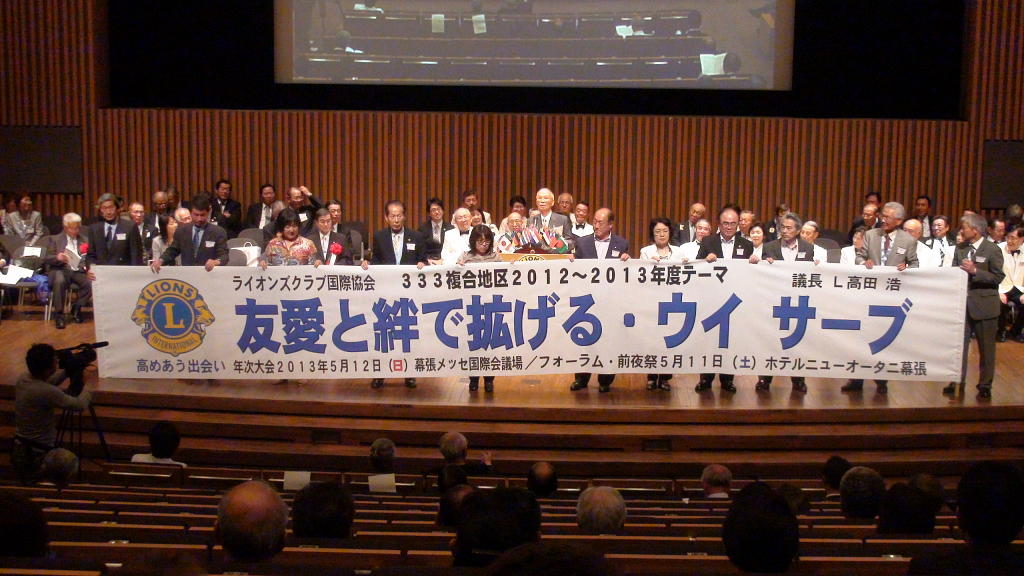 ライオンズクラブ国際協会 333複合地区2012〜2013年度テーマ 議長 L高田 浩
LIONS
L
INTERNATIONAL
友愛と絆で拡げる・ウイ サーブ
高めあう出会い 年次大会2013年5月12日(日)幕張メッセ国際会議場/フォーラム・前夜祭5月11日(土)ホテルニューオータニ幕張
LIONS